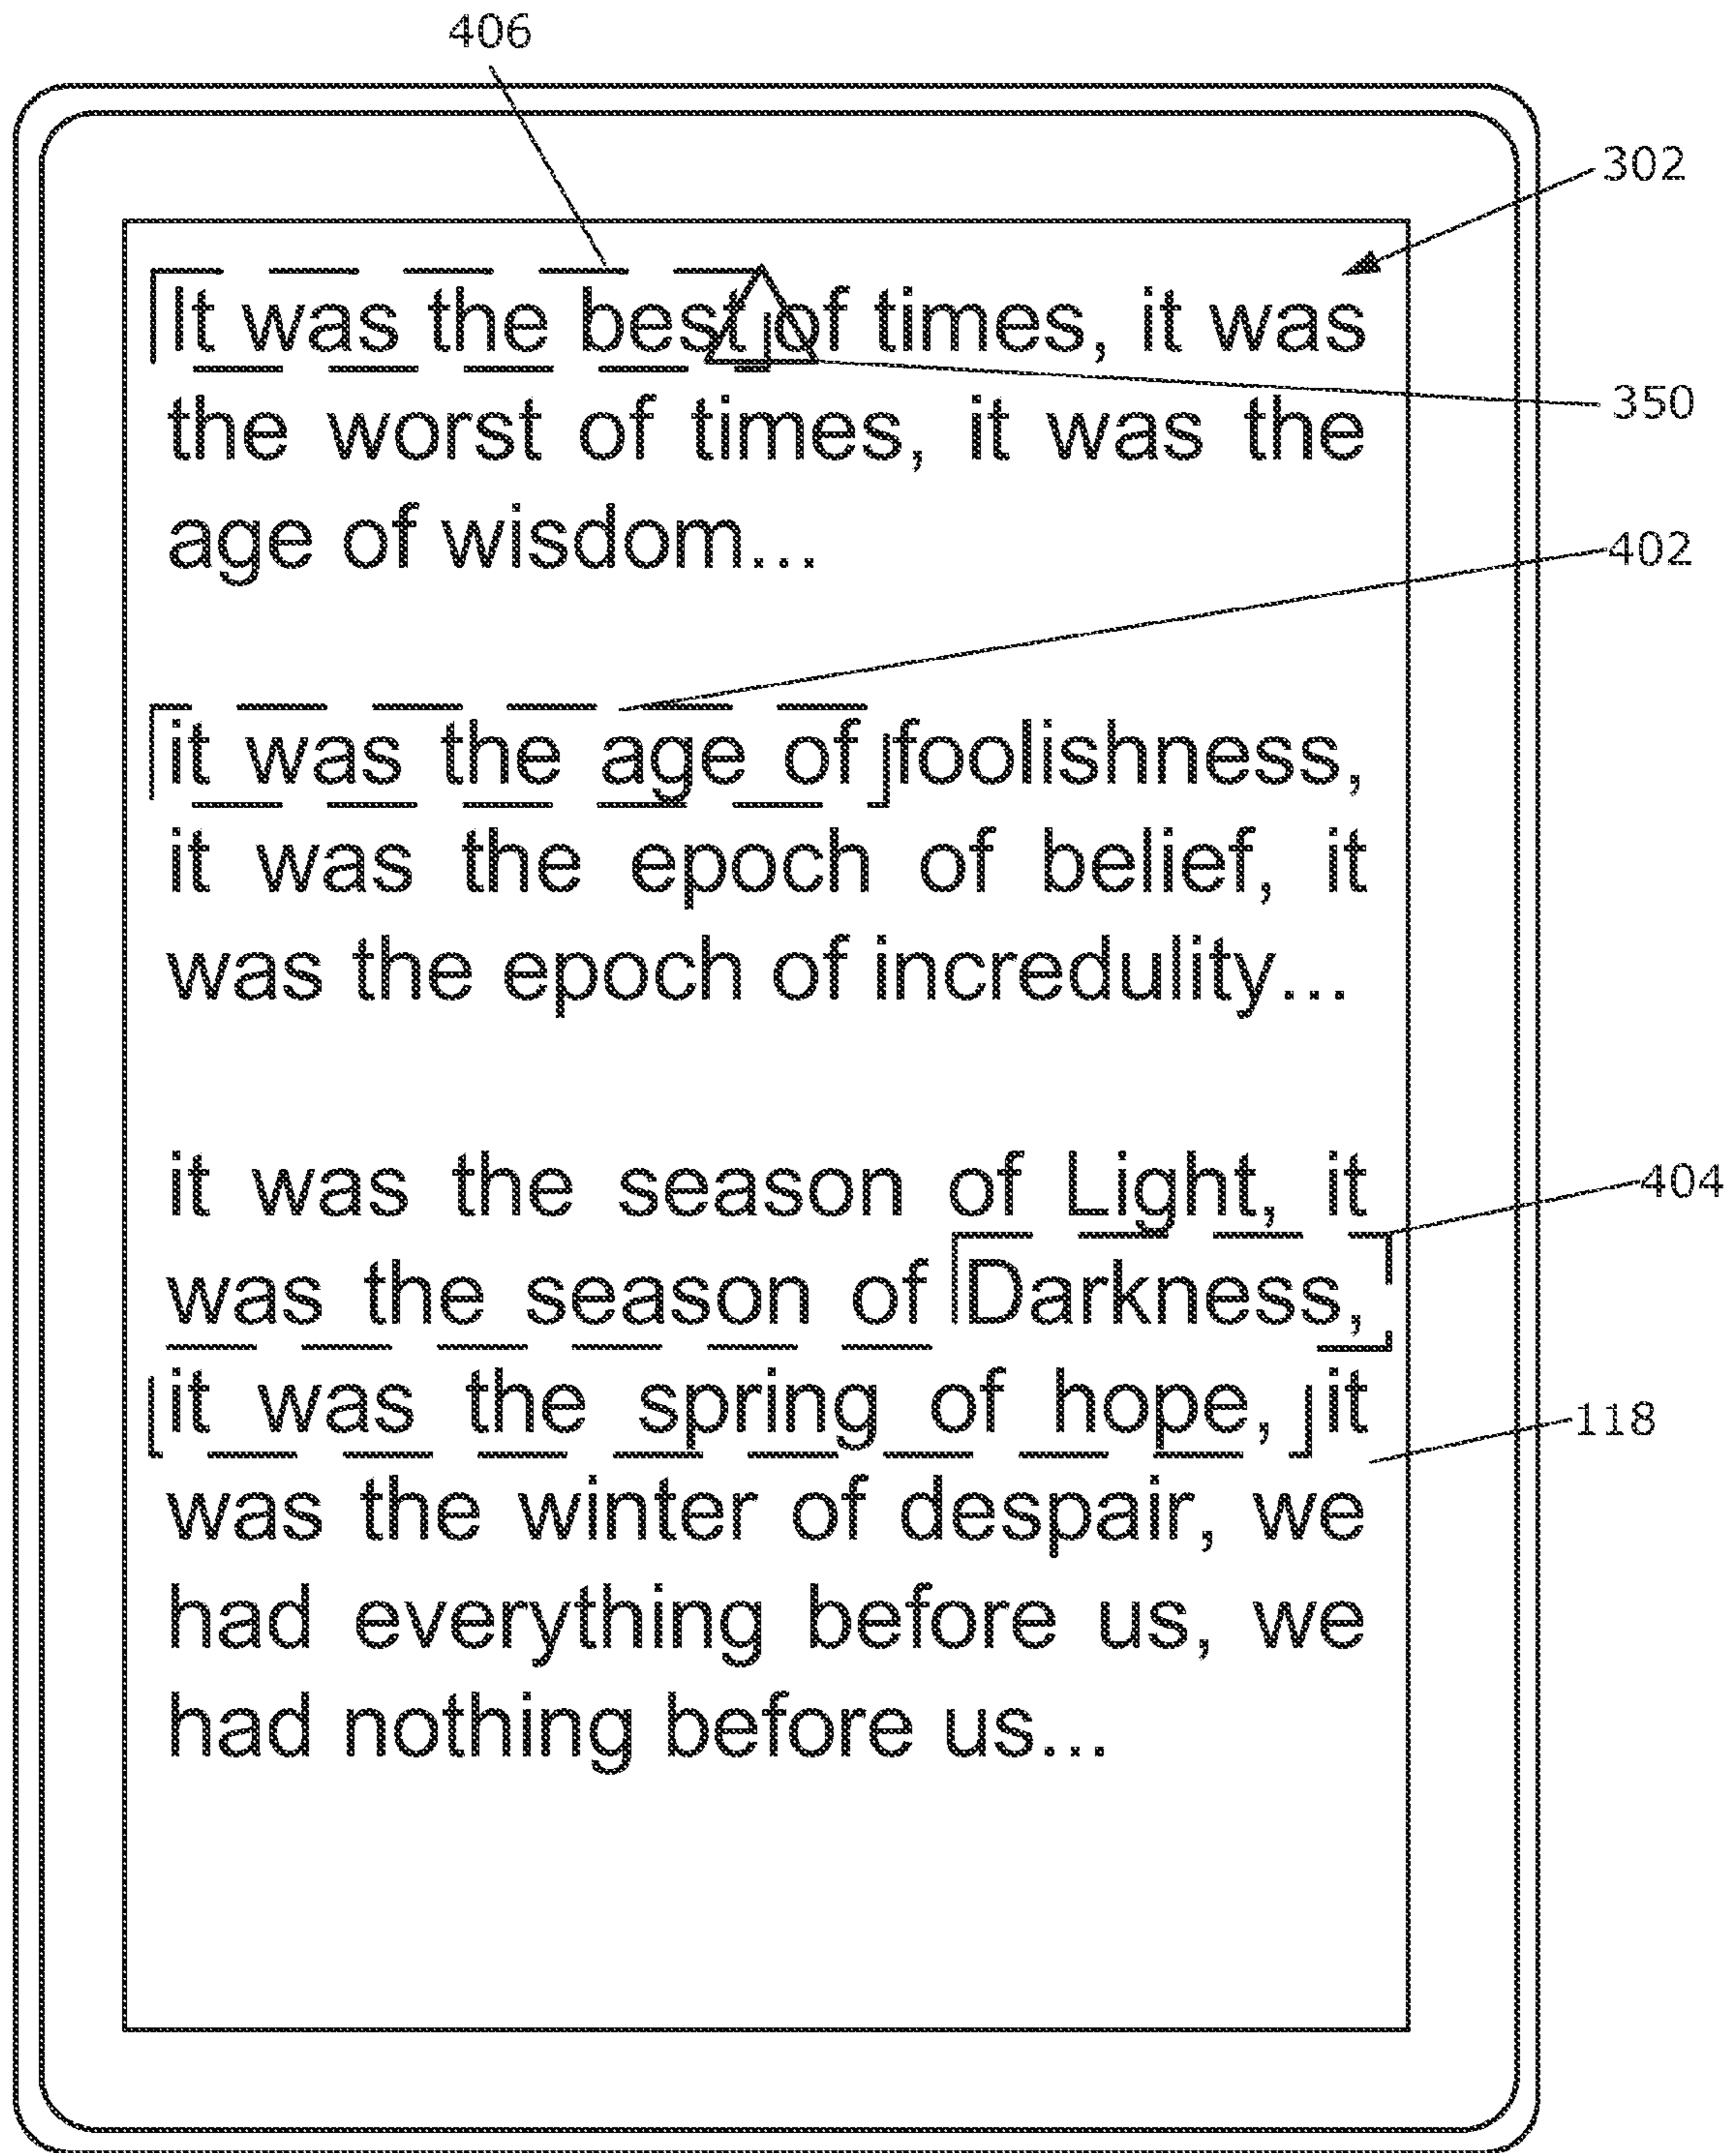 406
302
It was the best of times, it was
350
the worst of times, it was the
age of wisdom...
402
it was the age of foolishness,
it was the epoch of belief, it
was the epoch of incredulity...
it was the season of Light, it
404
was the season of Darkness,
it was the spring of hope, it
118
was the winter of despair, we
had everything before us, we
had nothing before us...